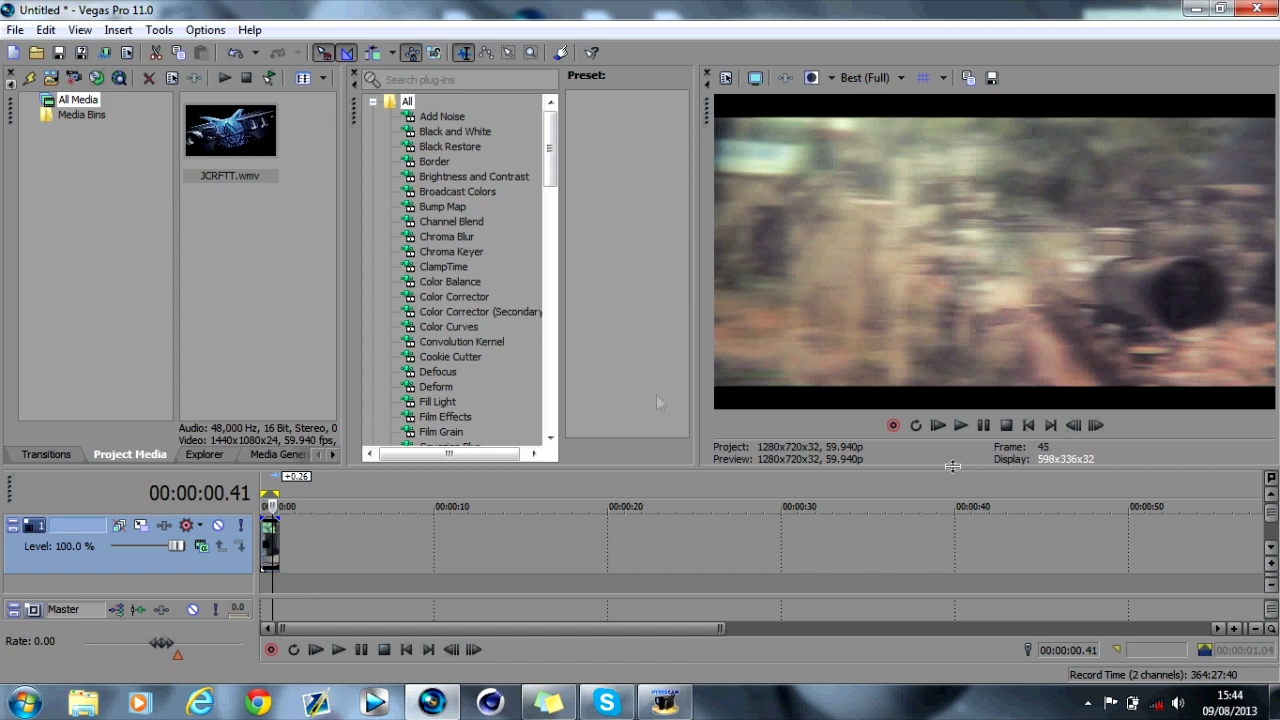 Untitled * - Vegas Pro 11.0
File Edit View Insert Tools Options Help
All Media
Media Bins
JCRFTT.wmv
Audio: 48,000 Hz, 16 Bit, Stereo, 0
Video: 1440x1080x24, 59.940 fps,
Transitions Project Media Explorer Media Gener
Search plug-ins
All
Add Noise
Black and White
Black Restore
Border
Brightness and Contrast
Broadcast Colors
Bump Map
Channel Blend
Chroma Blur
Chroma Keyer
ClampTime
Color Balance
Color Corrector
Color Corrector (Secondary
Color Curves
Convolution Kernel
Cookie Cutter
Defocus
Deform
Fill Light
Film Effects
Film Grain
Preset:
Best (Full)
Project: 1280x720x32, 59.940p Frame: 45
Preview: 1280x720x32, 59.940p Display: 598x336x32
+0.26
00:00:00.41
0:00 00:00:10 00:00:20 00:00:30 00:00:40 00:00:50
1
Level: 100.0 %
Master 0.0
Rate: 0.00
00:00:00.41 00:00:01.04
Record Time (2 channels): 364:27:40
HYPERCAM
15:44
09/08/2013